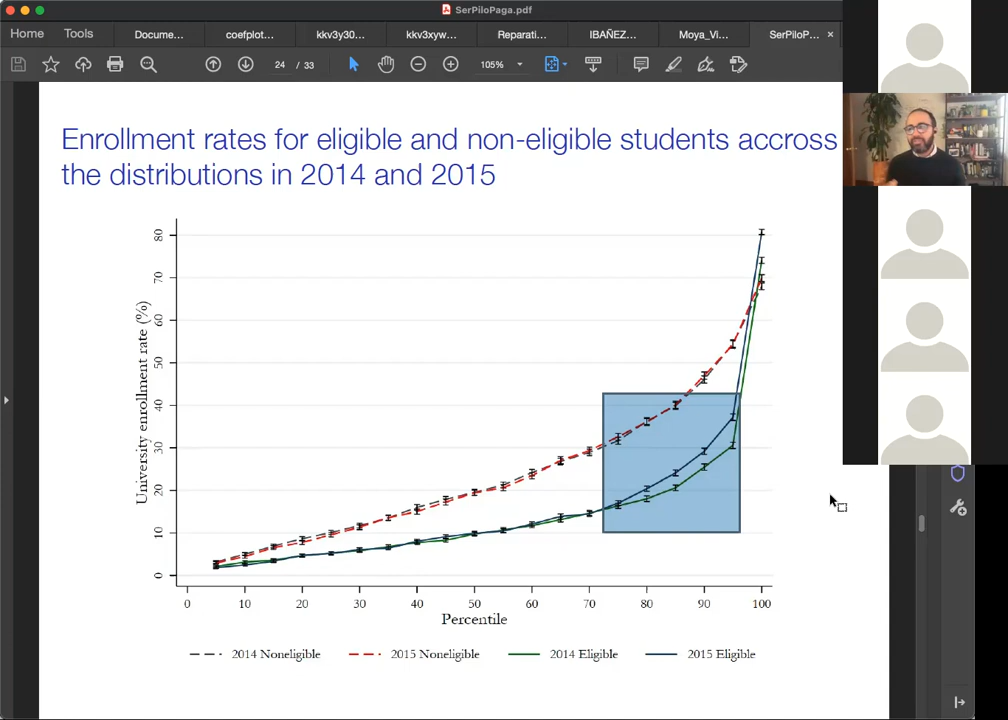 SerPiloPaga.pdf
Home Tools Docume... coefplot... kkv3y30... kkv3xyw... Reparati... IBAÑEZ... Moya_Vi... SerPiloP... ×
24 / 33 105%
Enrollment rates for eligible and non-eligible students accross
the distributions in 2014 and 2015
University enrollment rate (%)
80
70
60
50
40
30
20
10
0
0 10 20 30 40 50 60 70 80 90 100
Percentile
2014 Noneligible 2015 Noneligible 2014 Eligible 2015 Eligible